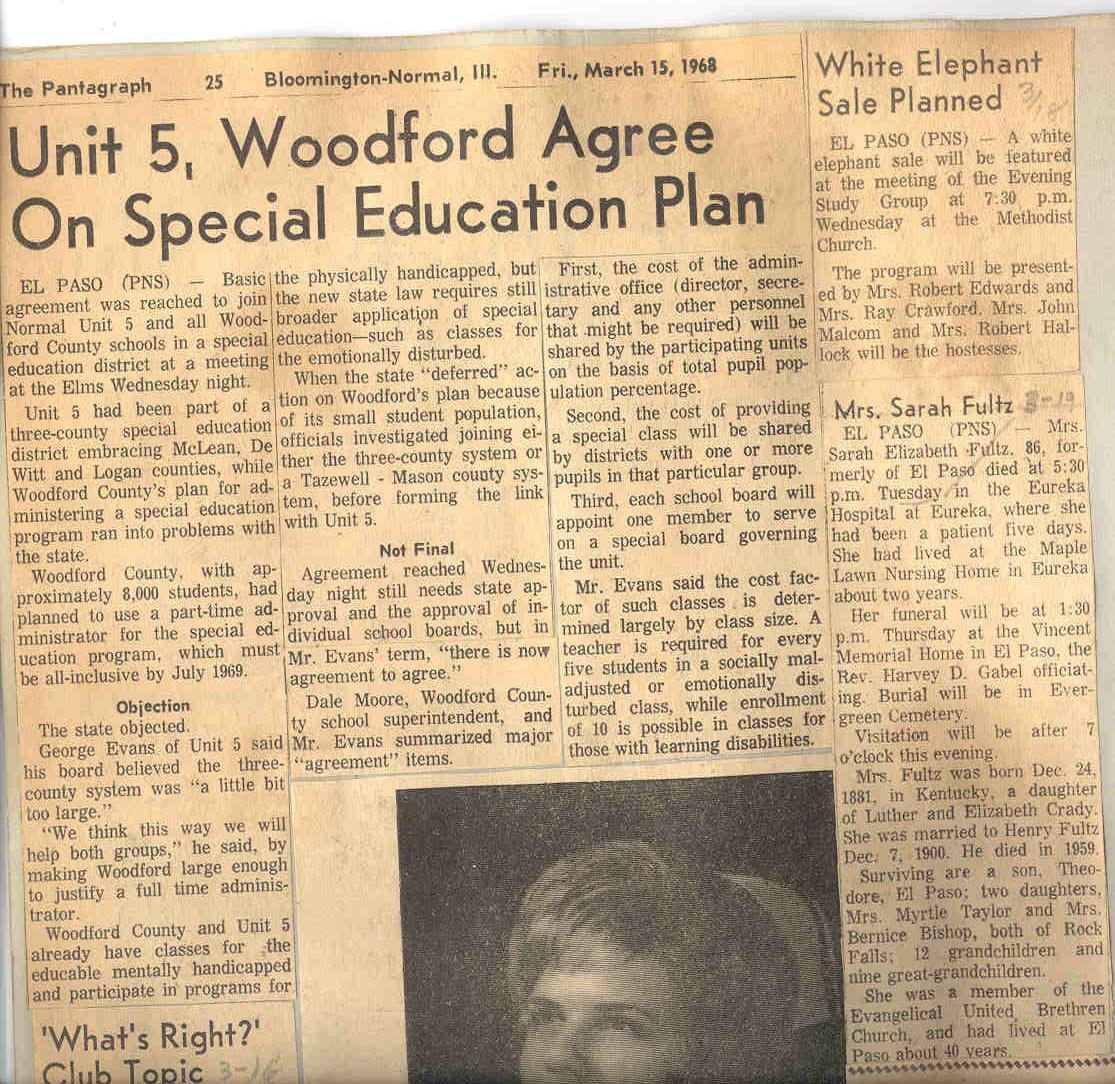 The Pantagraph 25 Bloomington-Normal, Ill. Fri., March 15, 1968
Unit 5, Woodford Agree
On Special Education Plan
EL PASO (PNS) — Basic
agreement was reached to join
Normal Unit 5 and all Wood-
ford County schools in a special
education district at a meeting
at the Elms Wednesday night.
Unit 5 had been part of a
three-county special education
district embracing McLean, De
Witt and Logan counties, while
Woodford County's plan for ad-
ministering a special education
program ran into problems with
the state.
Woodford County, with ap-
proximately 8,000 students, had
planned to use a part-time ad-
ministrator for the special ed-
ucation program, which must
be all-inclusive by July 1969.
Objection
The state objected.
George Evans of Unit 5 said
his board believed the three-
county system was "a little bit
too large."
"We think this way we will
help both groups," he said, by
making Woodford large enough
to justify a full time adminis-
trator.
Woodford County and Unit 5
already have classes for the
educable mentally handicapped
and participate in programs for
the physically handicapped, but
the new state law requires still
broader application of special
education—such as classes for
the emotionally disturbed.
When the state "deferred" ac-
tion on Woodford's plan because
of its small student population,
officials investigated joining ei-
ther the three-county system or
a Tazewell - Mason county sys-
tem, before forming the link
with Unit 5.
Not Final
Agreement reached Wednes-
day night still needs state ap-
proval and the approval of in-
dividual school boards, but in
Mr. Evans' term, "there is now
agreement to agree."
Dale Moore, Woodford Coun-
ty school superintendent, and
Mr. Evans summarized major
"agreement" items.
First, the cost of the admin-
istrative office (director, secre-
tary and any other personnel
that might be required) will be
shared by the participating units
on the basis of total pupil pop-
ulation percentage.
Second, the cost of providing
a special class will be shared
by districts with one or more
pupils in that particular group.
Third, each school board will
appoint one member to serve
on a special board governing
the unit.
Mr. Evans said the cost fac-
tor of such classes is deter-
mined largely by class size. A
teacher is required for every
five students in a socially mal-
adjusted or emotionally dis-
turbed class, while enrollment
of 10 is possible in classes for
those with learning disabilities.
'What's Right?'
Club Topic 3-16
White Elephant
Sale Planned 3/18
EL PASO (PNS) — A white
elephant sale will be featured
at the meeting of the Evening
Study Group at 7:30 p.m.
Wednesday at the Methodist
Church.
The program will be present-
ed by Mrs. Robert Edwards and
Mrs. Ray Crawford. Mrs. John
Malcom and Mrs. Robert Hal-
lock will be the hostesses.
Mrs. Sarah Fultz 3-19
EL PASO (PNS) — Mrs.
Sarah Elizabeth Fultz, 86, for-
merly of El Paso died at 5:30
p.m. Tuesday in the Eureka
Hospital at Eureka, where she
had been a patient five days.
She had lived at the Maple
Lawn Nursing Home in Eureka
about two years.
Her funeral will be at 1:30
p.m. Thursday at the Vincent
Memorial Home in El Paso, the
Rev. Harvey D. Gabel officiat-
ing. Burial will be in Ever-
green Cemetery.
Visitation will be after 7
o'clock this evening.
Mrs. Fultz was born Dec. 24,
1881, in Kentucky, a daughter
of Luther and Elizabeth Crady.
She was married to Henry Fultz
Dec. 7, 1900. He died in 1959.
Surviving are a son, Theo-
dore, El Paso; two daughters,
Mrs. Myrtle Taylor and Mrs.
Bernice Bishop, both of Rock
Falls; 12 grandchildren and
nine great-grandchildren.
She was a member of the
Evangelical United Brethren
Church, and had lived at El
Paso about 40 years.